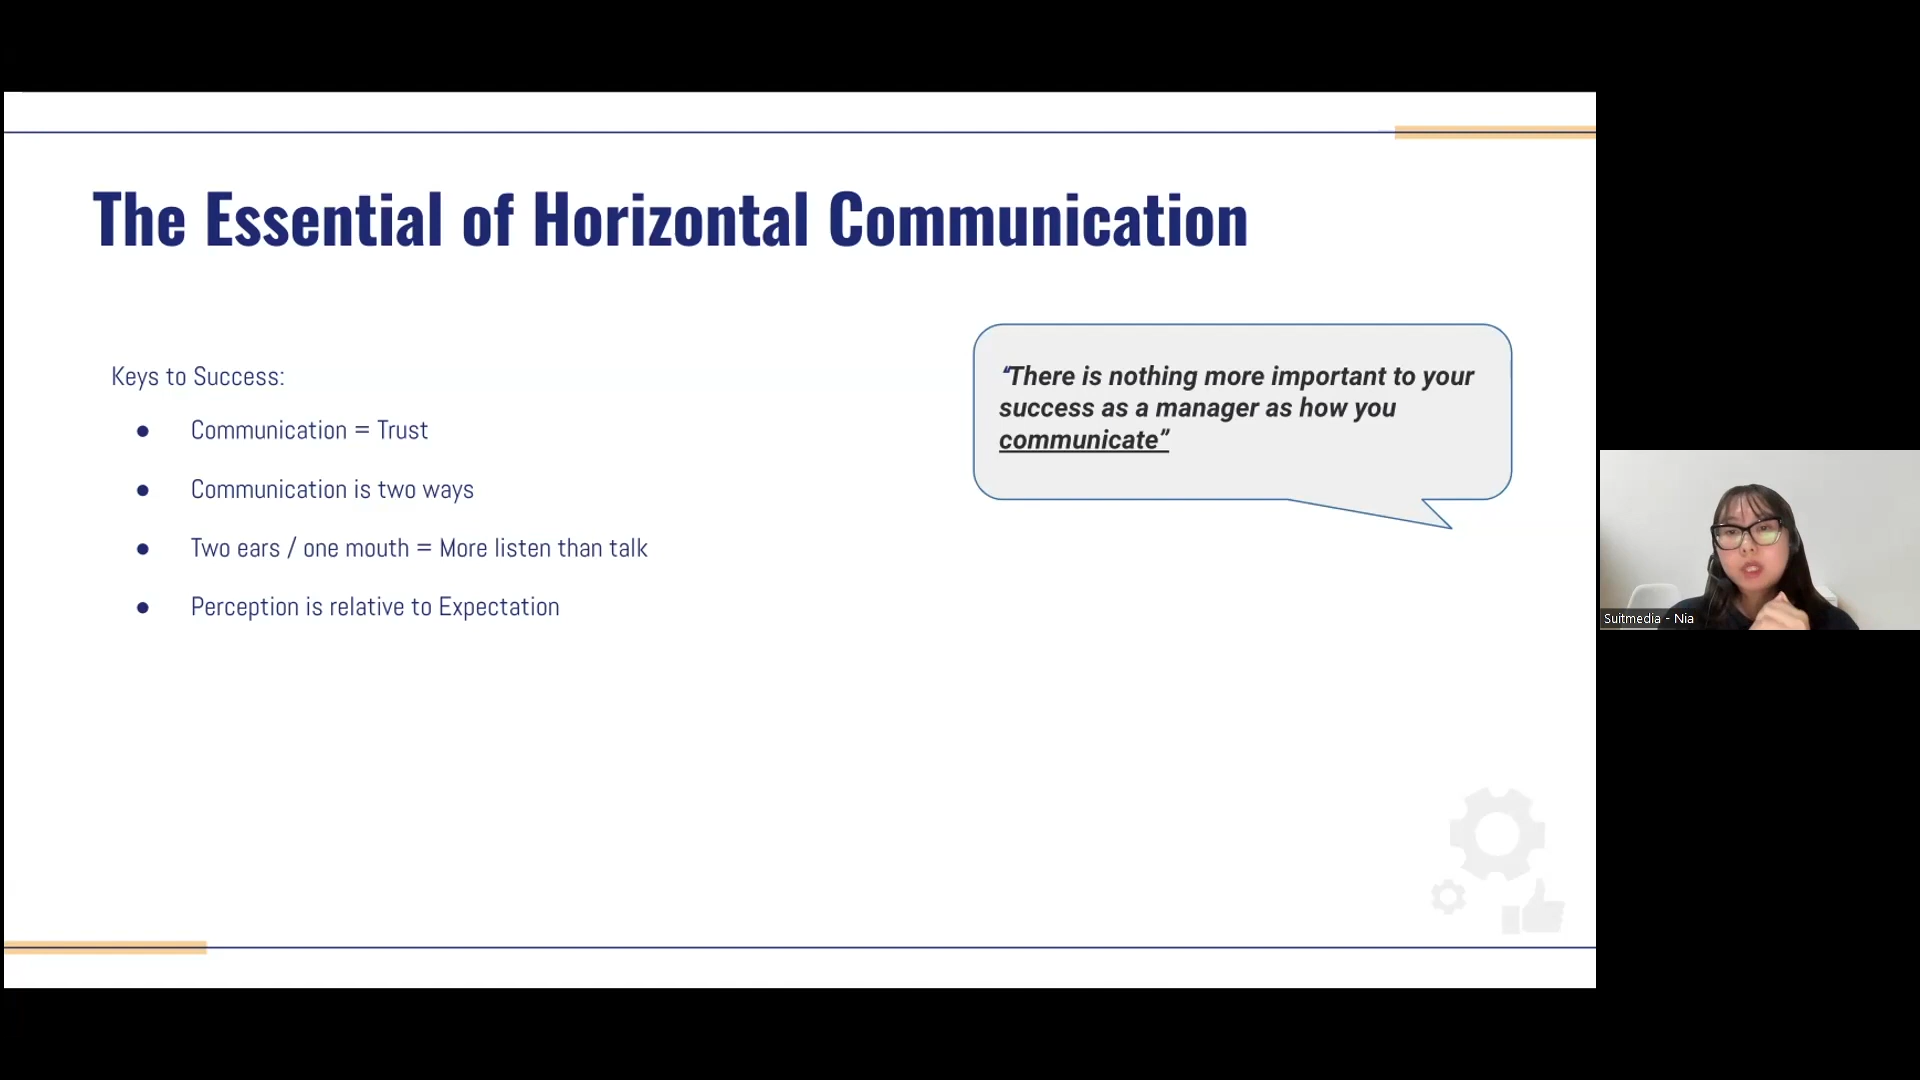 The Essential of Horizontal Communication
Keys to Success:
● Communication = Trust
● Communication is two ways
● Two ears / one mouth = More listen than talk
● Perception is relative to Expectation
“There is nothing more important to your
success as a manager as how you
communicate”
Suitmedia - Nia